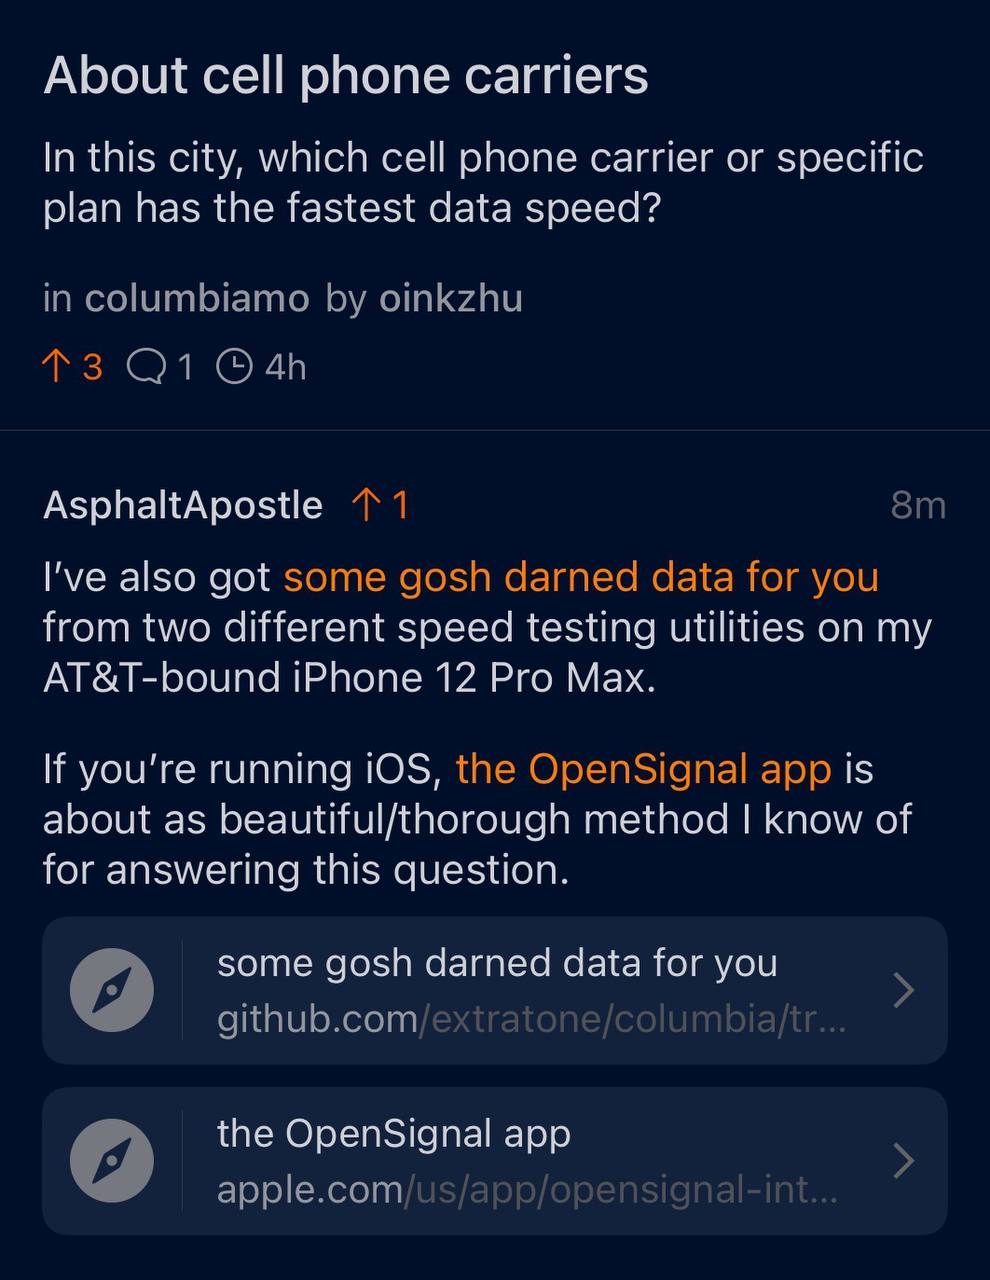 About cell phone carriers
In this city, which cell phone carrier or specific
plan has the fastest data speed?
in columbiamo by oinkzhu
↑ 3 1 4h
AsphaltApostle ↑ 1 8m
I’ve also got some gosh darned data for you
from two different speed testing utilities on my
AT&T-bound iPhone 12 Pro Max.
If you’re running iOS, the OpenSignal app is
about as beautiful/thorough method I know of
for answering this question.
some gosh darned data for you
github.com/extratone/columbia/tr...
the OpenSignal app
apple.com/us/app/opensignal-int...